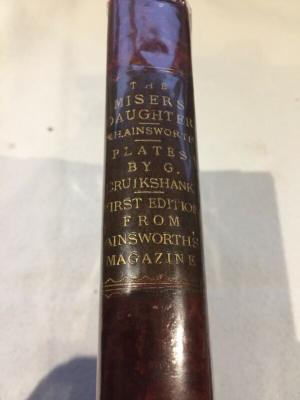 THE
MISER'S
DAUGHTER
W.H.AINSWORTH
PLATES
BY G.
CRUIKSHANK
FIRST EDITION
FROM
AINSWORTH'S
MAGAZINE